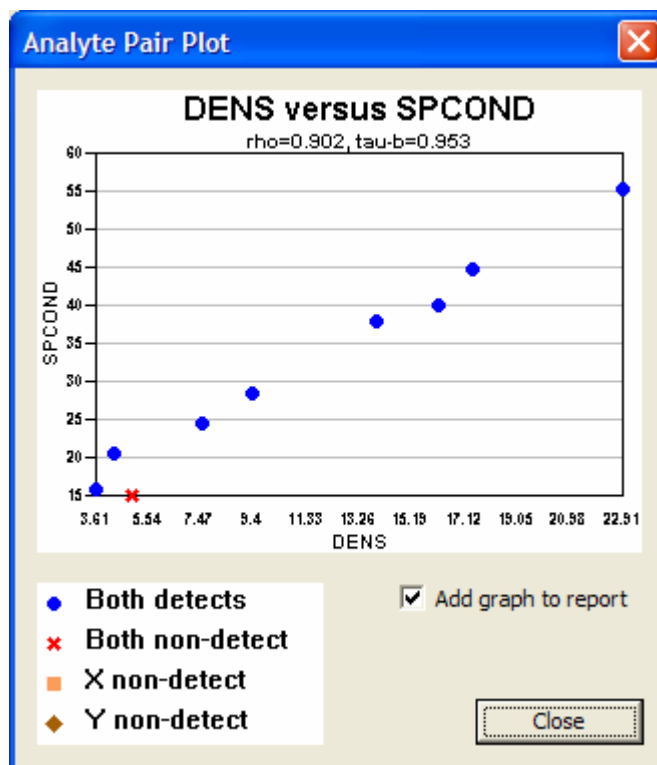 Analyte Pair Plot
DENS versus SPCOND
rho=0.902, tau-b=0.953
60
55
50
45
40
35
30
25
20
15
SPCOND
3.61 5.54 7.47 9.4 11.33 13.26 15.19 17.12 19.05 20.98 22.91
DENS
Both detects
Both non-detect
X non-detect
Y non-detect
Add graph to report
Close